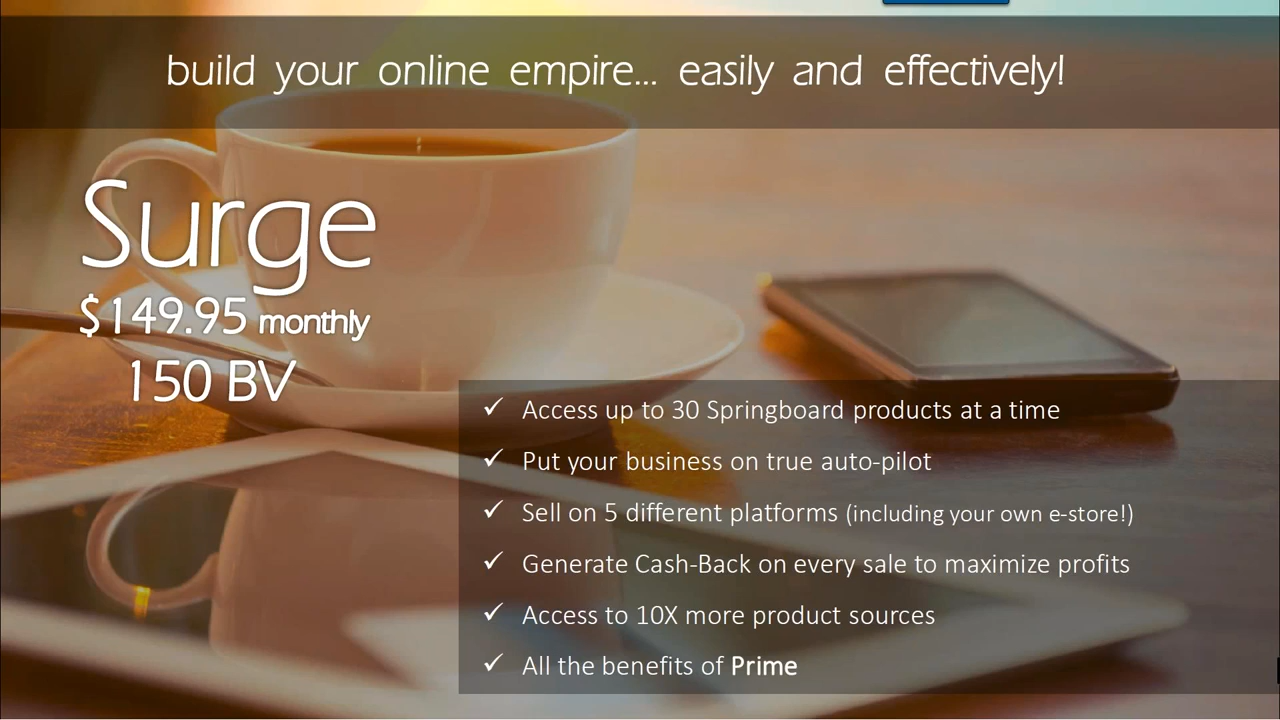 build your online empire... easily and effectively!
Surge
$149.95 monthly
150 BV
✓ Access up to 30 Springboard products at a time
✓ Put your business on true auto-pilot
✓ Sell on 5 different platforms (including your own e-store!)
✓ Generate Cash-Back on every sale to maximize profits
✓ Access to 10X more product sources
✓ All the benefits of Prime